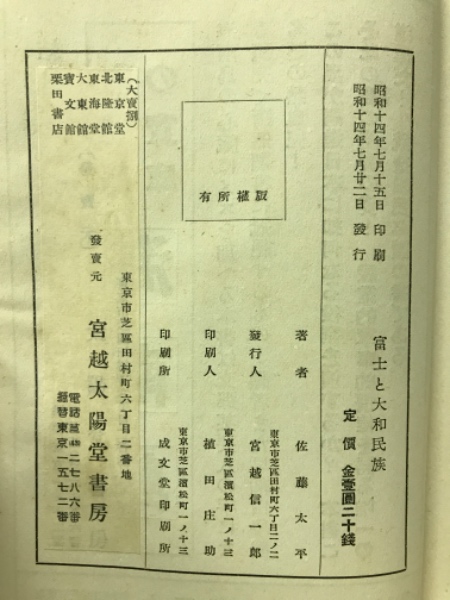 昭和十四年七月十五日 印刷
昭和十四年七月廿二日 發行
富士と大和民族
定價 金壹圓二十錢
版權所有
著者 佐藤太平
東京市芝區田村町六丁目二ノ二
發行人 宮越信一郎
東京市芝區濱松町一ノ十三
印刷人 植田庄助
東京市芝區濱松町一ノ十三
印刷所 成文堂印刷所
東京市芝區田村町六丁目二番地
發賣元 宮越太陽堂書房
電話芝㊸二七八六番
振替東京一五七二番
(大賣捌)
東京堂
北隆館
東海堂
大東館
寶文館
栗田書店